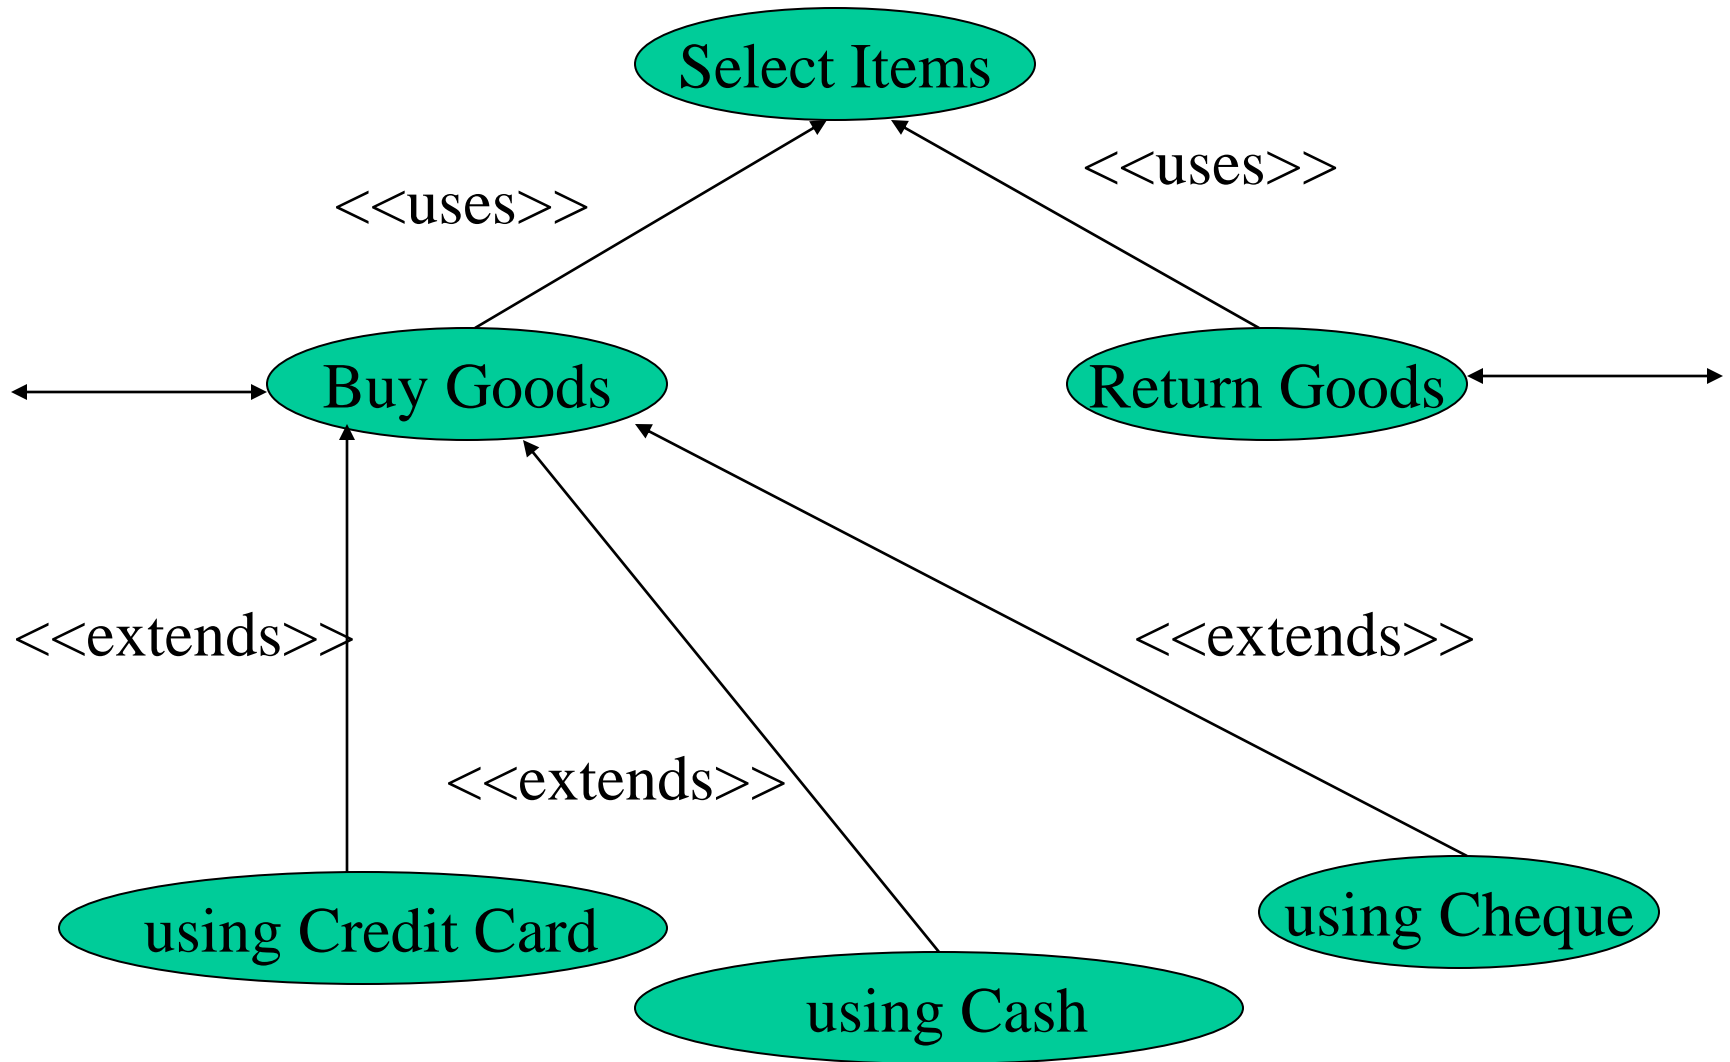 Select Items
<<uses>>
<<uses>>
Buy Goods
Return Goods
<<extends>>
<<extends>>
<<extends>>
using Credit Card
using Cheque
using Cash